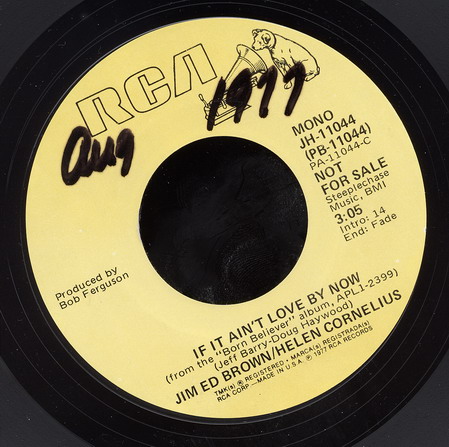 RCA
Aug 1977
MONO
JH-11044
(PB-11044)
PA-11044-C
NOT
FOR SALE
Steeplechase
Music, BMI
3:05
Intro: 14
End: Fade
Produced by
Bob Ferguson
IF IT AIN'T LOVE BY NOW
(from the "Born Believer" album, APL1-2399)
(Jeff Barry-Doug Haywood)
JIM ED BROWN/HELEN CORNELIUS
TMK(s) ® REGISTERED, MARCA(s) REGISTRADA(s)
RCA CORP—MADE IN U.S.A. ℗ 1977 RCA RECORDS